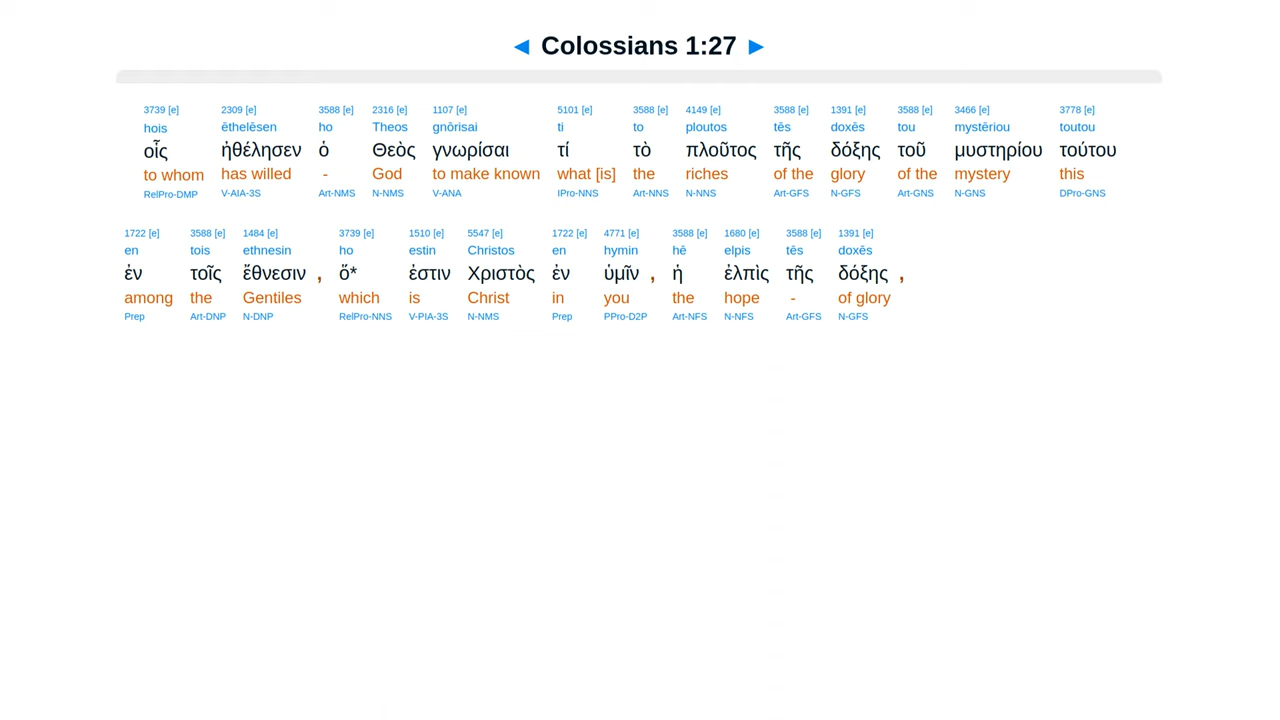 ◄ Colossians 1:27 ►
3739 [e] 2309 [e] 3588 [e] 2316 [e] 1107 [e] 5101 [e] 3588 [e] 4149 [e] 3588 [e] 1391 [e] 3588 [e] 3466 [e] 3778 [e]
hois ēthelēsen ho Theos gnōrisai ti to ploutos tēs doxēs tou mystēriou toutou
οἷς ἠθέλησεν ὁ Θεὸς γνωρίσαι τί τὸ πλοῦτος τῆς δόξης τοῦ μυστηρίου τούτου
to whom has willed - God to make known what [is] the riches of the glory of the mystery this
RelPro-DMP V-AIA-3S Art-NMS N-NMS V-ANA IPro-NNS Art-NNS N-NNS Art-GFS N-GFS Art-GNS N-GNS DPro-GNS
1722 [e] 3588 [e] 1484 [e] 3739 [e] 1510 [e] 5547 [e] 1722 [e] 4771 [e] 3588 [e] 1680 [e] 3588 [e] 1391 [e]
en tois ethnesin ho estin Christos en hymin hē elpis tēs doxēs
ἐν τοῖς ἔθνεσιν , ὅ* ἐστιν Χριστὸς ἐν ὑμῖν , ἡ ἐλπὶς τῆς δόξης ,
among the Gentiles which is Christ in you the hope - of glory
Prep Art-DNP N-DNP RelPro-NNS V-PIA-3S N-NMS Prep PPro-D2P Art-NFS N-NFS Art-GFS N-GFS